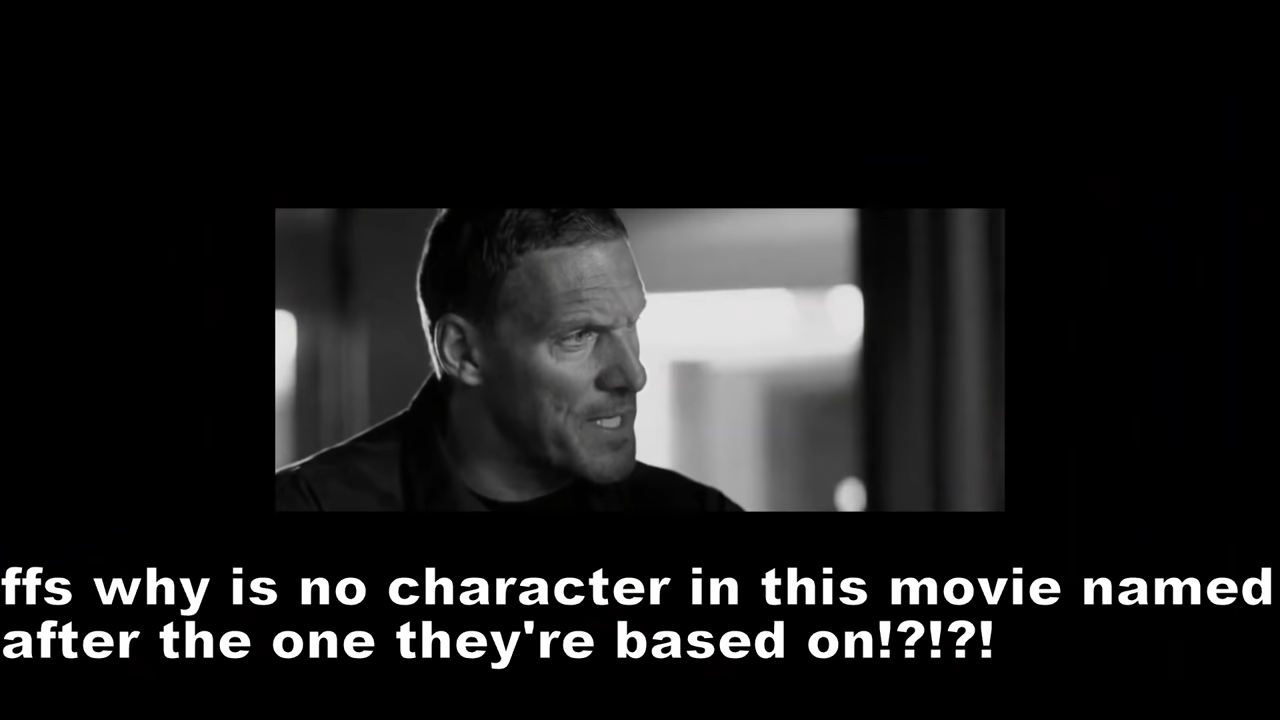 ffs why is no character in this movie named
after the one they're based on!?!?!